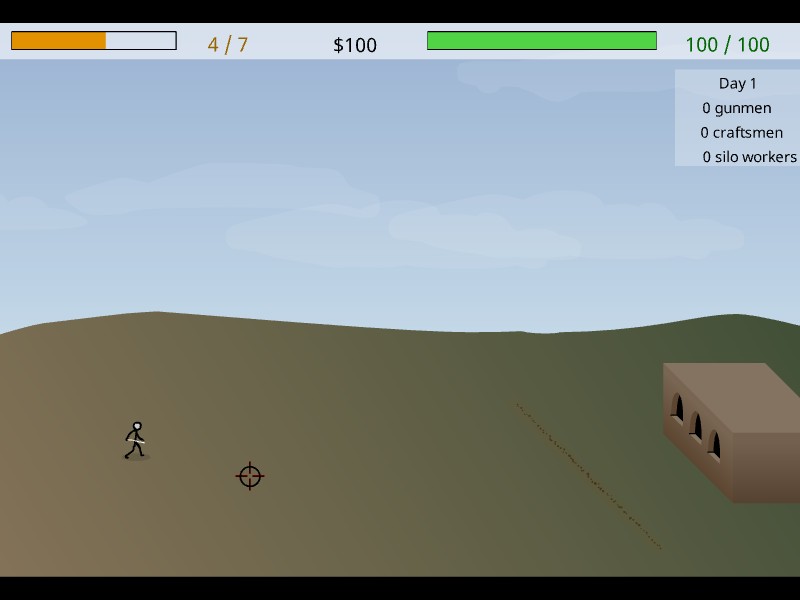 4 / 7 $100 100 / 100
Day 1
0 gunmen
0 craftsmen
0 silo workers